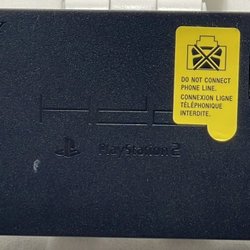 DO NOT CONNECT
PHONE LINE.
CONNEXION LIGNE
TÉLÉPHONIQUE
INTERDITE.
PlayStation 2